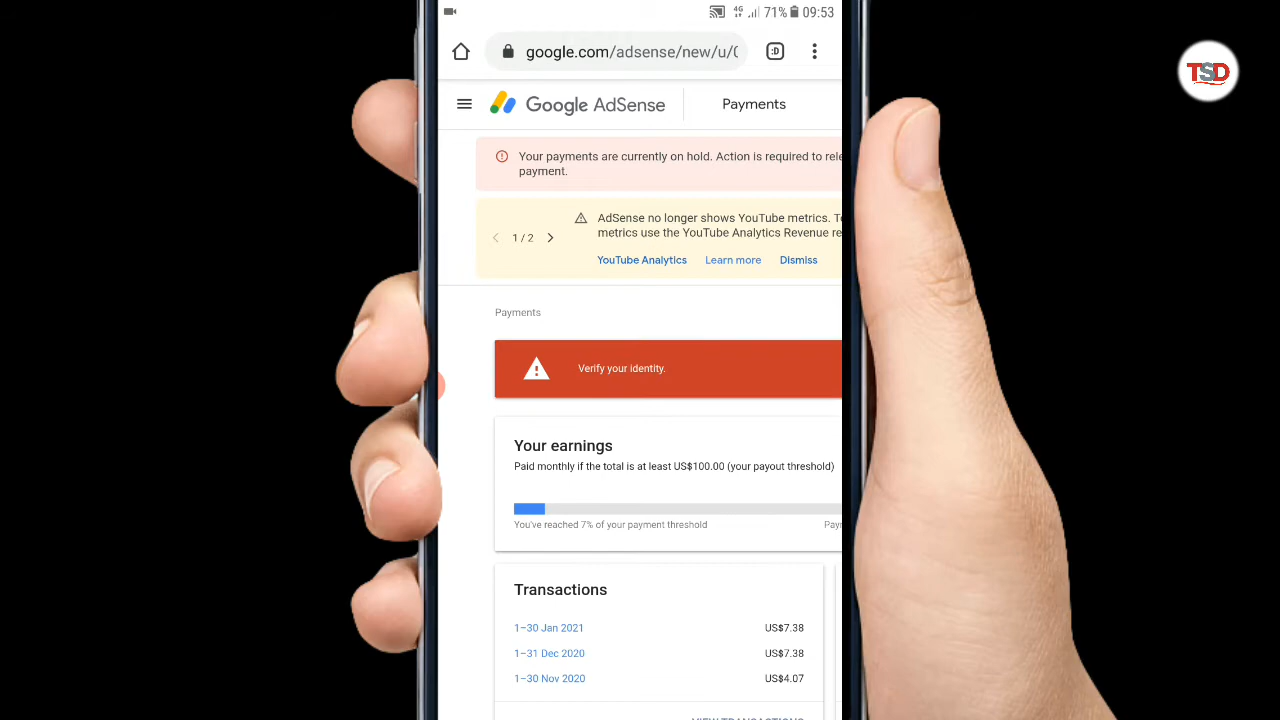 4G 71% 09:53
google.com/adsense/new/u/0
:D
TSD
Google AdSense
Payments
Your payments are currently on hold. Action is required to rele
payment.
AdSense no longer shows YouTube metrics. T
metrics use the YouTube Analytics Revenue re
1 / 2
YouTube Analytics Learn more Dismiss
Payments
Verify your identity.
Your earnings
Paid monthly if the total is at least US$100.00 (your payout threshold)
You've reached 7% of your payment threshold
Payn
Transactions
1–30 Jan 2021 US$7.38
1–31 Dec 2020 US$7.38
1–30 Nov 2020 US$4.07
VIEW TRANSACTIONS